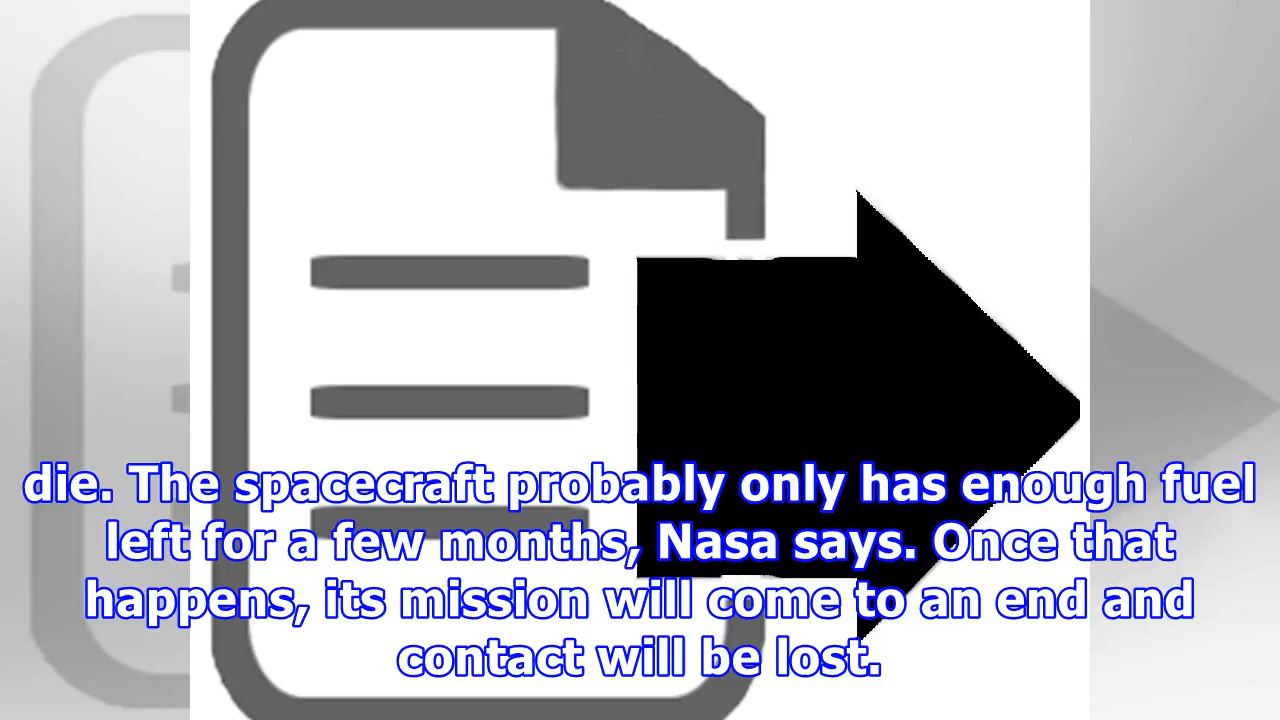 die. The spacecraft probably only has enough fuel
left for a few months, Nasa says. Once that
happens, its mission will come to an end and
contact will be lost.